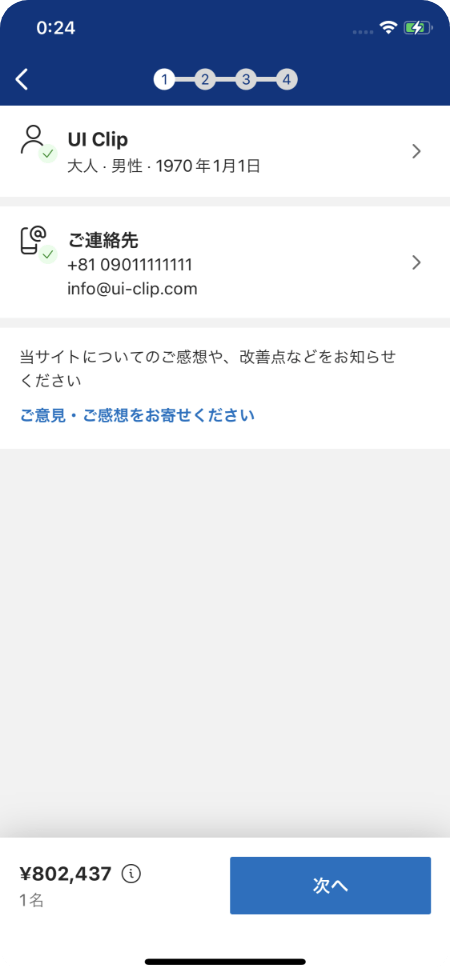 0:24
1 2 3 4
UI Clip
大人 · 男性 · 1970年1月1日
ご連絡先
+81 09011111111
info@ui-clip.com
当サイトについてのご感想や、改善点などをお知らせ
ください
ご意見・ご感想をお寄せください
¥802,437
1名
次へ